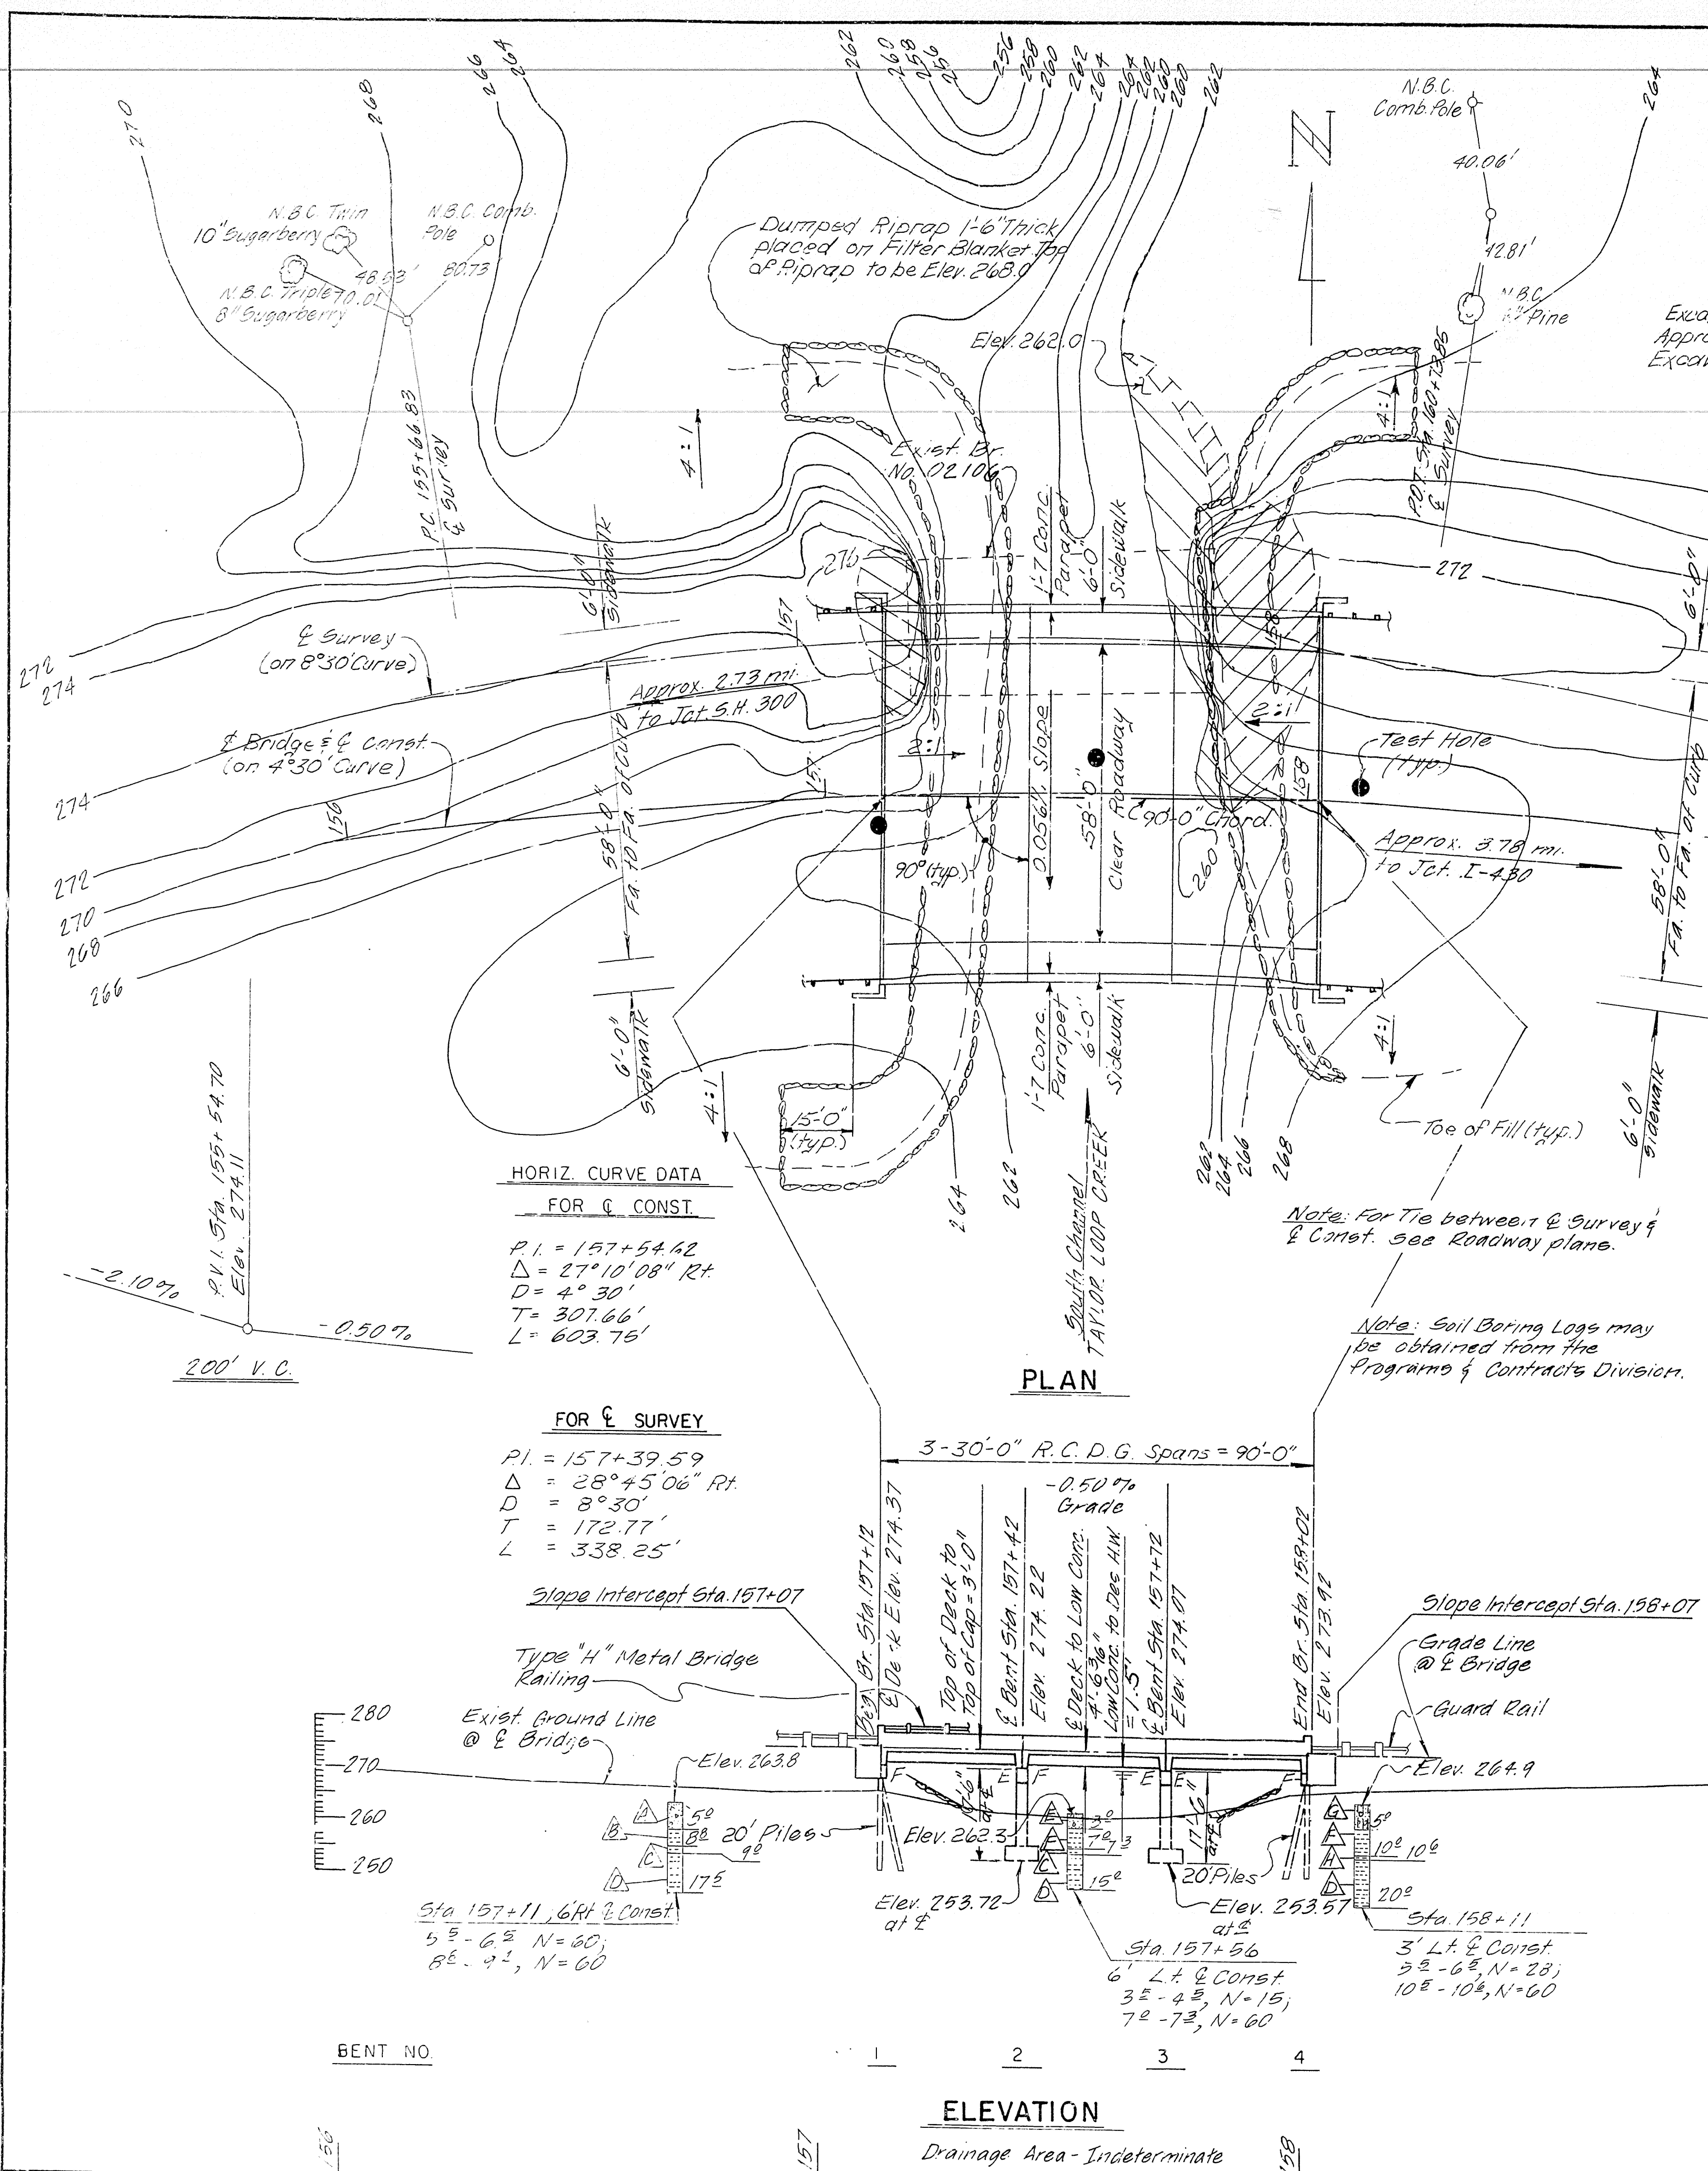 262
260
258
256
256
258
260
262
264
264
262
260
260
262
264
266
264
268
270
N.B.C.
Comb. Pole
40.06'
42.81'
N.B.C.
Pine
N.B.C. Twin
10" Sugarberry
N.B.C. Comb.
Pole
48.53'
80.73
N.B.C. Triple
70.01
8" Sugarberry
N
Dumped Riprap 1'-6" Thick
placed on Filter Blanket. Top
of Riprap to be Elev. 268.0
Elev. 262.0
Exist. Br.
No. 02106
4:1
4:1
P.C. 155+66.83
℄ Survey
P.O.T. Sta. 160+73.85
℄ Survey
6'-0"
Sidewalk
1'-7 Conc.
Parapet
6'-0"
Sidewalk
276
157
158
272
6'-0"
272
274
℄ Survey
(on 8°30' Curve)
Approx. 2.73 mi.
to Jct. S.H. 300
℄ Bridge & ℄ Const.
(on 4°30' Curve)
274
156
157
158
58'-0"
Fa. to Fa. of Curb
2:1
2:1
0.056% Slope
58'-0"
Clear Roadway
90'-0" Chord.
90° (typ.)
260
Test Hole
(typ.)
Approx. 3.78 mi.
to Jct. I-430
58'-0"
Fa. to Fa. of Curb
272
270
268
266
6'-0"
Sidewalk
4:1
15'-0"
(typ.)
1'-7 Conc.
Parapet
6'-0"
Sidewalk
4:1
Toe of Fill (typ.)
6'-0"
Sidewalk
264
262
262
264
266
268
South Channel
TAYLOR LOOP CREEK
P.V.I. Sta. 155+54.70
Elev. 274.11
-2.10%
-0.50%
200' V.C.
HORIZ. CURVE DATA
FOR ℄ CONST.
P.I. = 157+54.62
Δ = 27°10'08" Rt.
D = 4°30'
T = 307.66'
L = 603.75'
Note: For Tie between ℄ Survey &
℄ Const. see Roadway plans.
Note: Soil Boring Logs may
be obtained from the
Programs & Contracts Division.
PLAN
FOR ℄ SURVEY
P.I. = 157+39.59
Δ = 28°45'06" Rt.
D = 8°30'
T = 172.77'
L = 338.25'
3-30'-0" R.C.D.G. Spans = 90'-0"
-0.50%
Grade
Beg. Br. Sta. 157+12
℄ Deck Elev. 274.37
Top of Deck to
Top of Cap = 3'-0"
℄ Bent Sta. 157+42
Elev. 274.22
℄ Deck to Low Conc.
4'-6 3/16"
Low Conc. to Des H.W.
= 1.5'
℄ Bent Sta. 157+72
Elev. 274.07
End Br. Sta. 158+02
Elev. 273.92
Slope Intercept Sta. 157+07
Slope Intercept Sta. 158+07
Type "H" Metal Bridge
Railing
Grade Line
@ ℄ Bridge
Guard Rail
Exist. Ground Line
@ ℄ Bridge
280
270
260
250
Elev. 263.8
Elev. 264.9
F
F
E
E
E
F
20' Piles
Elev. 262.3
20' Piles
Elev. 253.72
at ℄
Elev. 253.57
at ℄
Sta. 157+11, 6' Rt ℄ Const.
N=60;
N=60
Sta. 157+56
6' Lt. ℄ Const.
N=15;
N=60
Sta. 158+11
3' Lt. ℄ Const.
N=28;
N=60
BENT NO.
1
2
3
4
ELEVATION
156
157
158
Drainage Area - Indeterminate